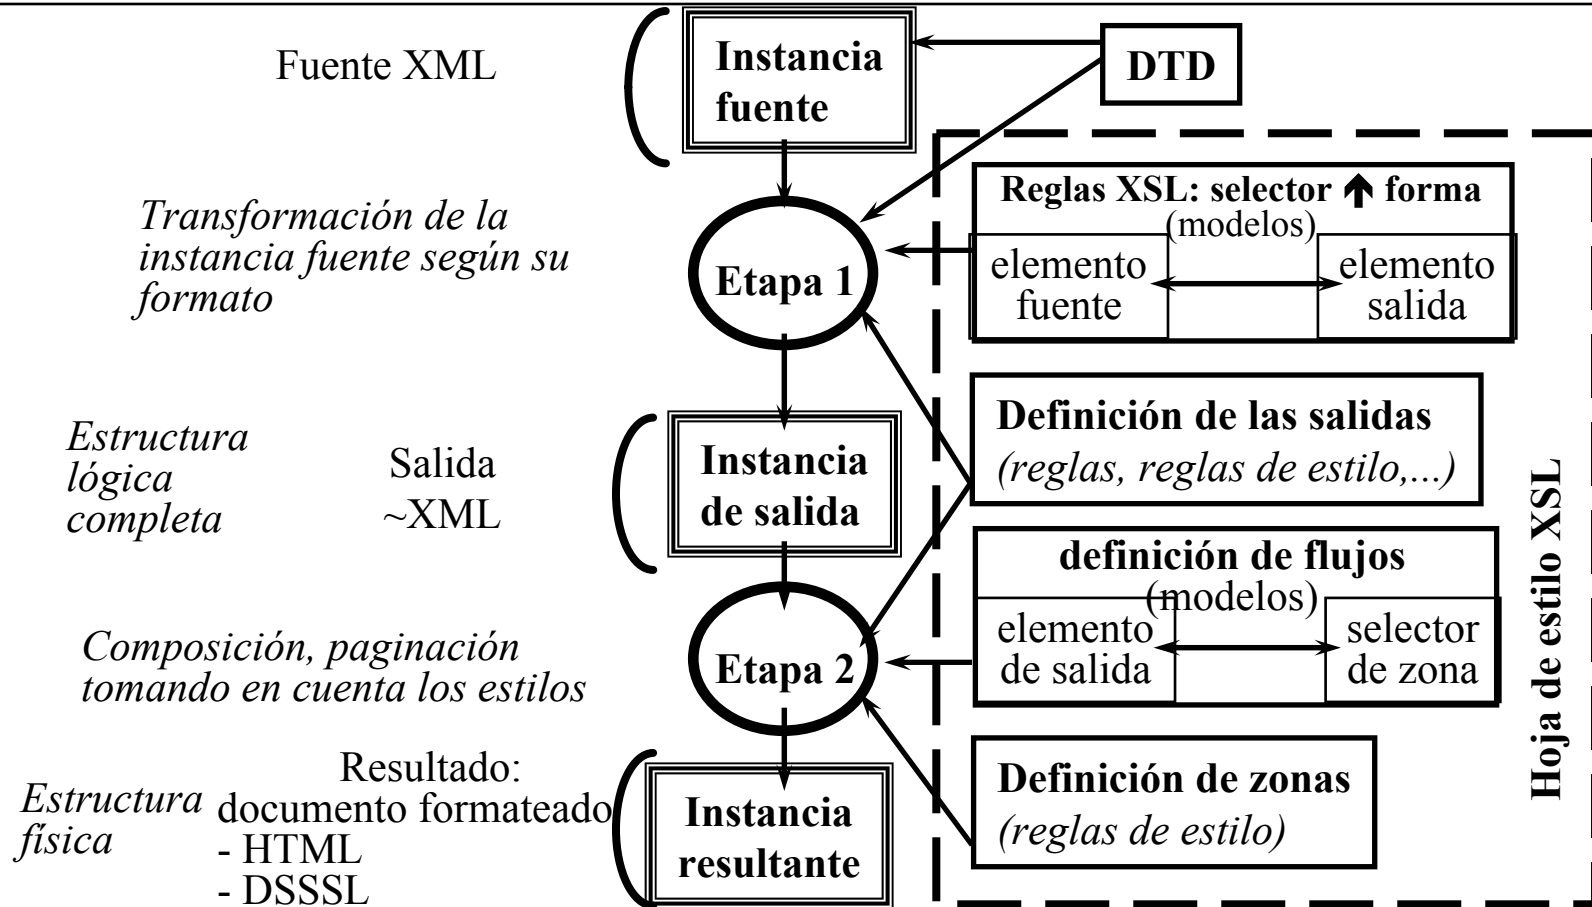 Fuente XML
Instancia
fuente
DTD
Transformación de la
instancia fuente según su
formato
Etapa 1
Reglas XSL: selector 🡅 forma
(modelos)
elemento
fuente
elemento
salida
Estructura
lógica
completa
Salida
~XML
Instancia
de salida
Definición de las salidas
(reglas, reglas de estilo,...)
Composición, paginación
tomando en cuenta los estilos
Etapa 2
definición de flujos
(modelos)
elemento
de salida
selector
de zona
Estructura
física
Resultado:
documento formateado
- HTML
- DSSSL
Instancia
resultante
Definición de zonas
(reglas de estilo)
Hoja de estilo XSL